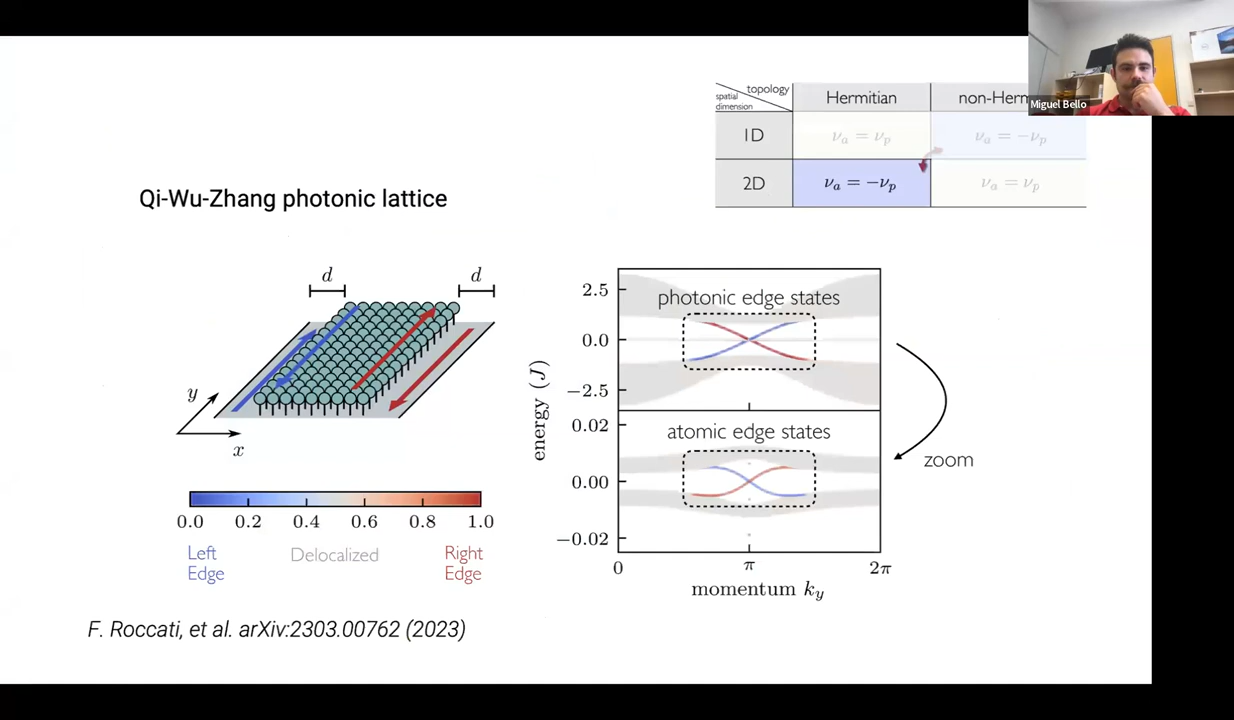 topology
spatial
dimension
Hermitian
non-Herm
Miguel Bello
1D
νₐ = νₚ
νₐ = −νₚ
2D
νₐ = −νₚ
νₐ = νₚ
Qi-Wu-Zhang photonic lattice
d
d
y
x
0.0 0.2 0.4 0.6 0.8 1.0
Left
Edge
Delocalized
Right
Edge
energy (J)
2.5
0.0
−2.5
photonic edge states
0.02
0.00
−0.02
atomic edge states
zoom
0 π 2π
momentum k_y
F. Roccati, et al. arXiv:2303.00762 (2023)